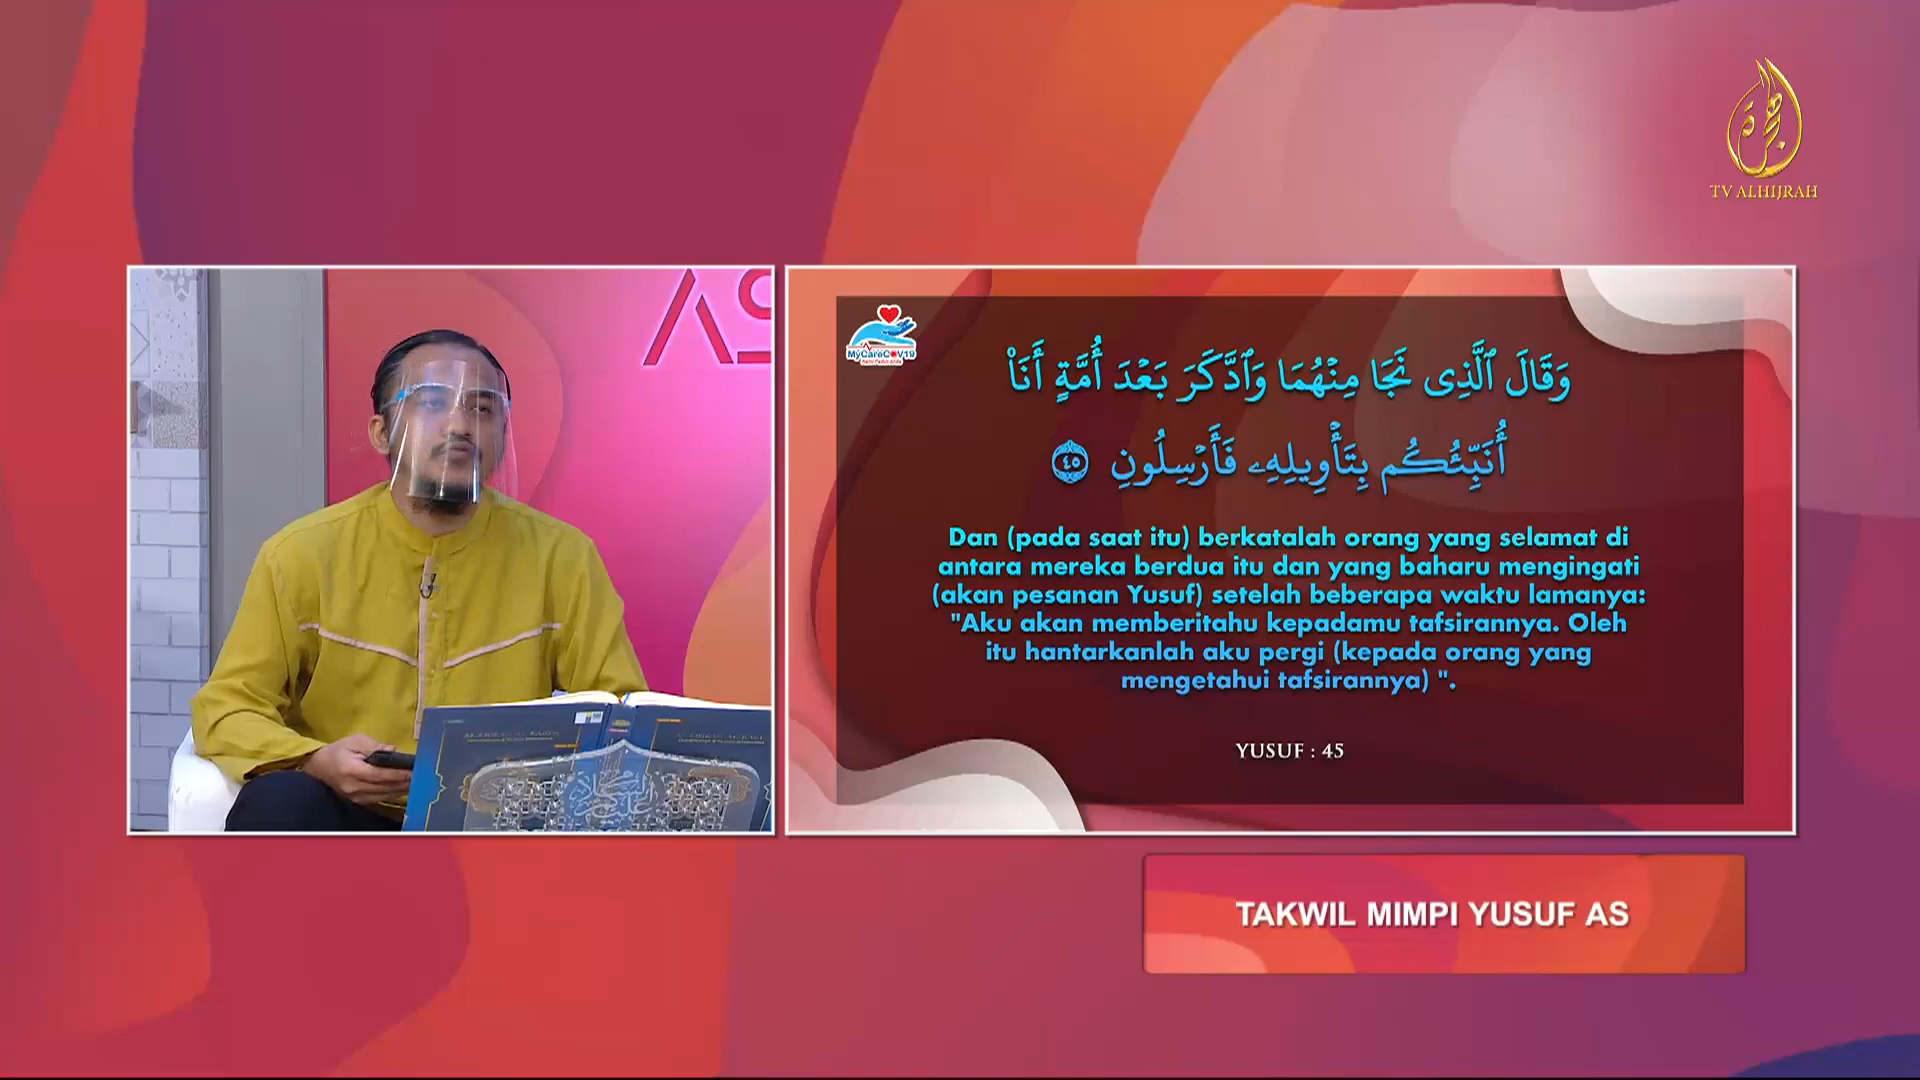 TV ALHIJRAH
AS
MyCareCOV19
وَقَالَ ٱلَّذِى نَجَا مِنْهُمَا وَٱدَّكَرَ بَعْدَ أُمَّةٍ أَنَا۠
أُنَبِّئُكُم بِتَأْوِيلِهِۦ فَأَرْسِلُونِ ٤٥
Dan (pada saat itu) berkatalah orang yang selamat di
antara mereka berdua itu dan yang baharu mengingati
(akan pesanan Yusuf) setelah beberapa waktu lamanya:
"Aku akan memberitahu kepadamu tafsirannya. Oleh
itu hantarkanlah aku pergi (kepada orang yang
mengetahui tafsirannya) ".
YUSUF : 45
TAKWIL MIMPI YUSUF AS